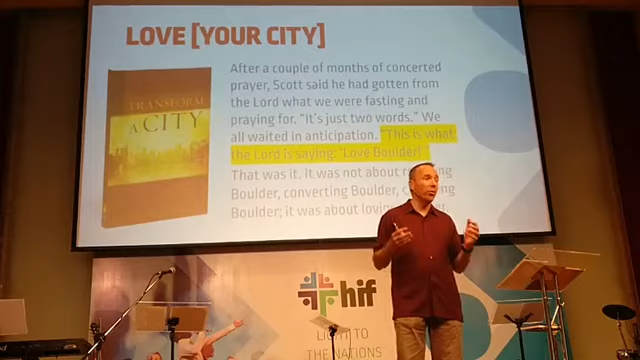 LOVE [YOUR CITY]
TRANSFORM
A CITY
After a couple of months of concerted
prayer, Scott said he had gotten from
the Lord what we were fasting and
praying for. "It's just two words." We
all waited in anticipation. "This is what
the Lord is saying: 'Love Boulder!'"
That was it. It was not about
Boulder, converting Boulder,
Boulder; it was about
hif
LIGHT TO
THE NATIONS